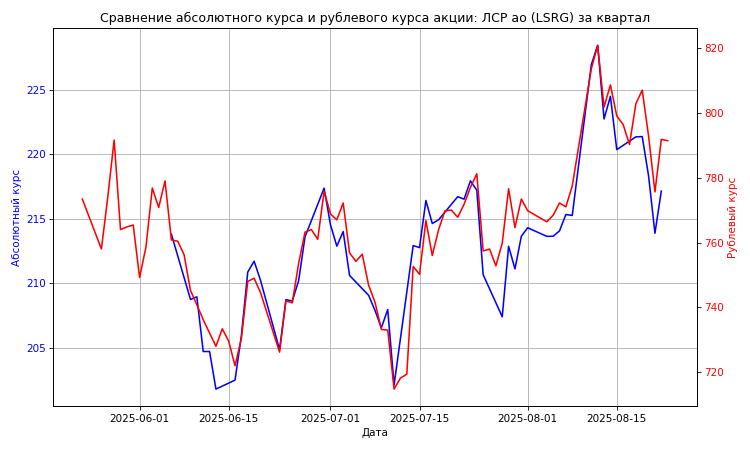 Сравнение абсолютного курса и рублевого курса акции: ЛСР ао (LSRG) за квартал
225
220
215
210
205
Абсолютный курс
820
800
780
760
740
720
Рублевый курс
2025-06-01 2025-06-15 2025-07-01 2025-07-15 2025-08-01 2025-08-15
Дата